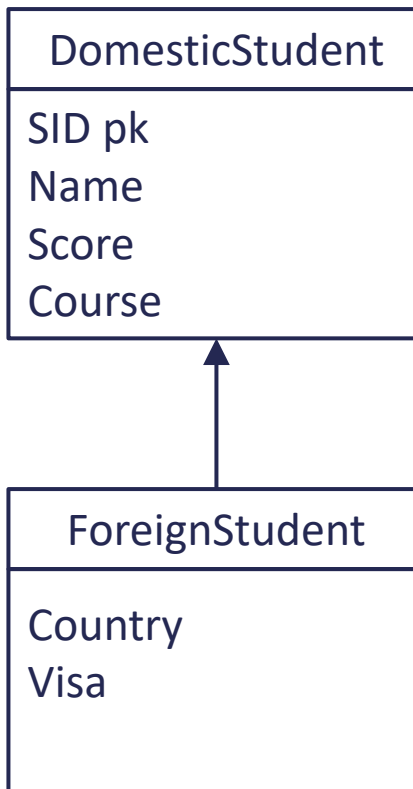 DomesticStudent
SID pk
Name
Score
Course
ForeignStudent
Country
Visa